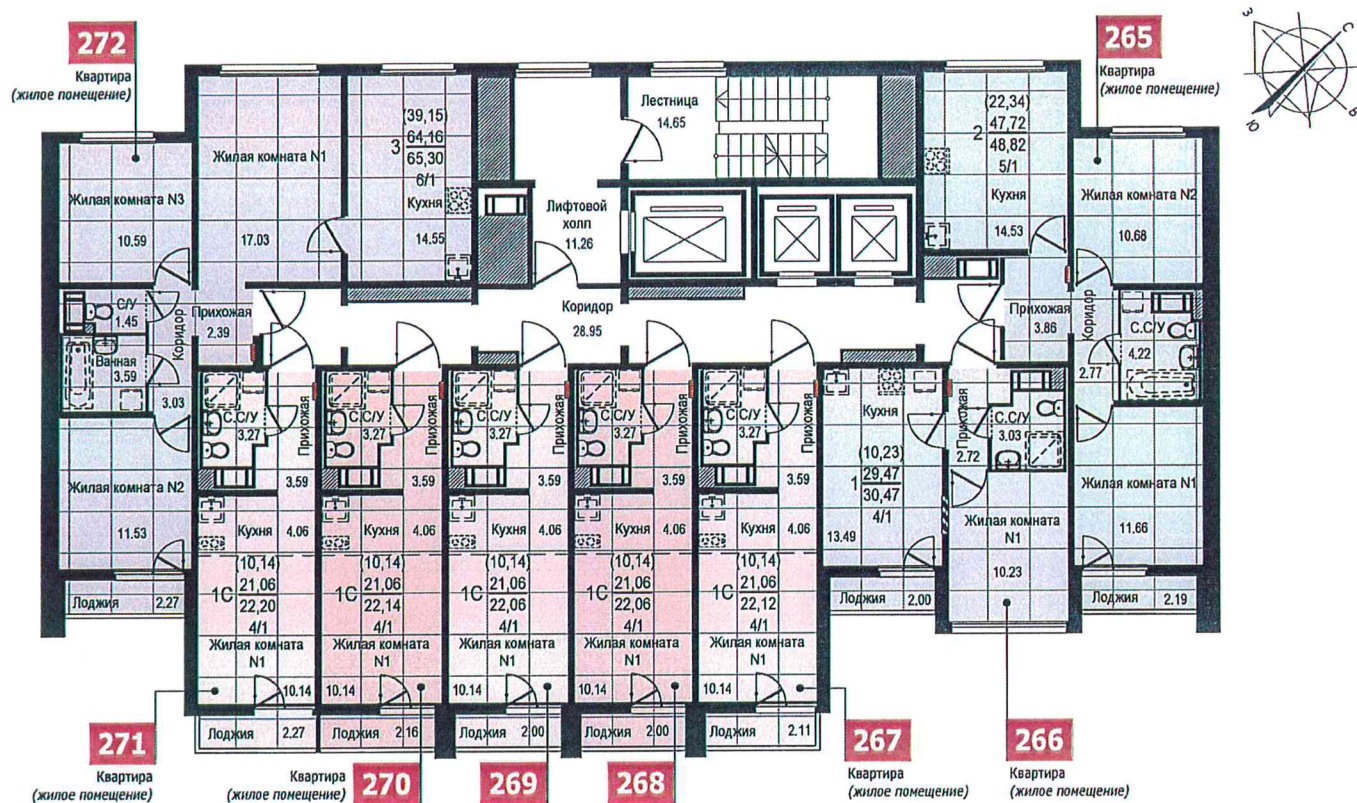 272
Квартира
(жилое помещение)
265
Квартира
(жилое помещение)
З
С
Ю
В
Жилая комната N3
10.59
Жилая комната N1
17.03
3
(39,15)
64,16
65,30
6/1
Кухня
14.55
Лестница
14.65
Лифтовой
холл
11.26
2
(22,34)
47,72
48,82
5/1
Кухня
14.53
Жилая комната N2
10.68
С/У
1.45
Ванная
3.59
Коридор
3.03
Прихожая
2.39
Коридор
28.95
Прихожая
3.86
Коридор
2.77
С.С/У
4.22
Жилая комната N2
11.53
Лоджия 2.27
С.С/У
3.27
Прихожая
3.59
Кухня 4.06
1С
(10,14)
21,06
22,20
4/1
Жилая комната
N1
10.14
Лоджия 2.27
С.С/У
3.27
Прихожая
3.59
Кухня 4.06
1С
(10,14)
21,06
22,14
4/1
Жилая комната
N1
10.14
Лоджия 2.16
С.С/У
3.27
Прихожая
3.59
Кухня 4.06
1С
(10,14)
21,06
22,06
4/1
Жилая комната
N1
10.14
Лоджия 2.00
С.С/У
3.27
Прихожая
3.59
Кухня 4.06
1С
(10,14)
21,06
22,06
4/1
Жилая комната
N1
10.14
Лоджия 2.00
С.С/У
3.27
Прихожая
3.59
Кухня 4.06
1С
(10,14)
21,06
22,12
4/1
Жилая комната
N1
10.14
Лоджия 2.11
Кухня
1
(10,23)
29,47
30,47
4/1
13.49
Лоджия 2.00
Прихожая
2.72
С.С/У
3.03
Жилая комната
N1
10.23
Жилая комната N1
11.66
Лоджия 2.19
271
Квартира
(жилое помещение)
Квартира
(жилое помещение)
270
269
268
267
Квартира
(жилое помещение)
266
Квартира
(жилое помещение)